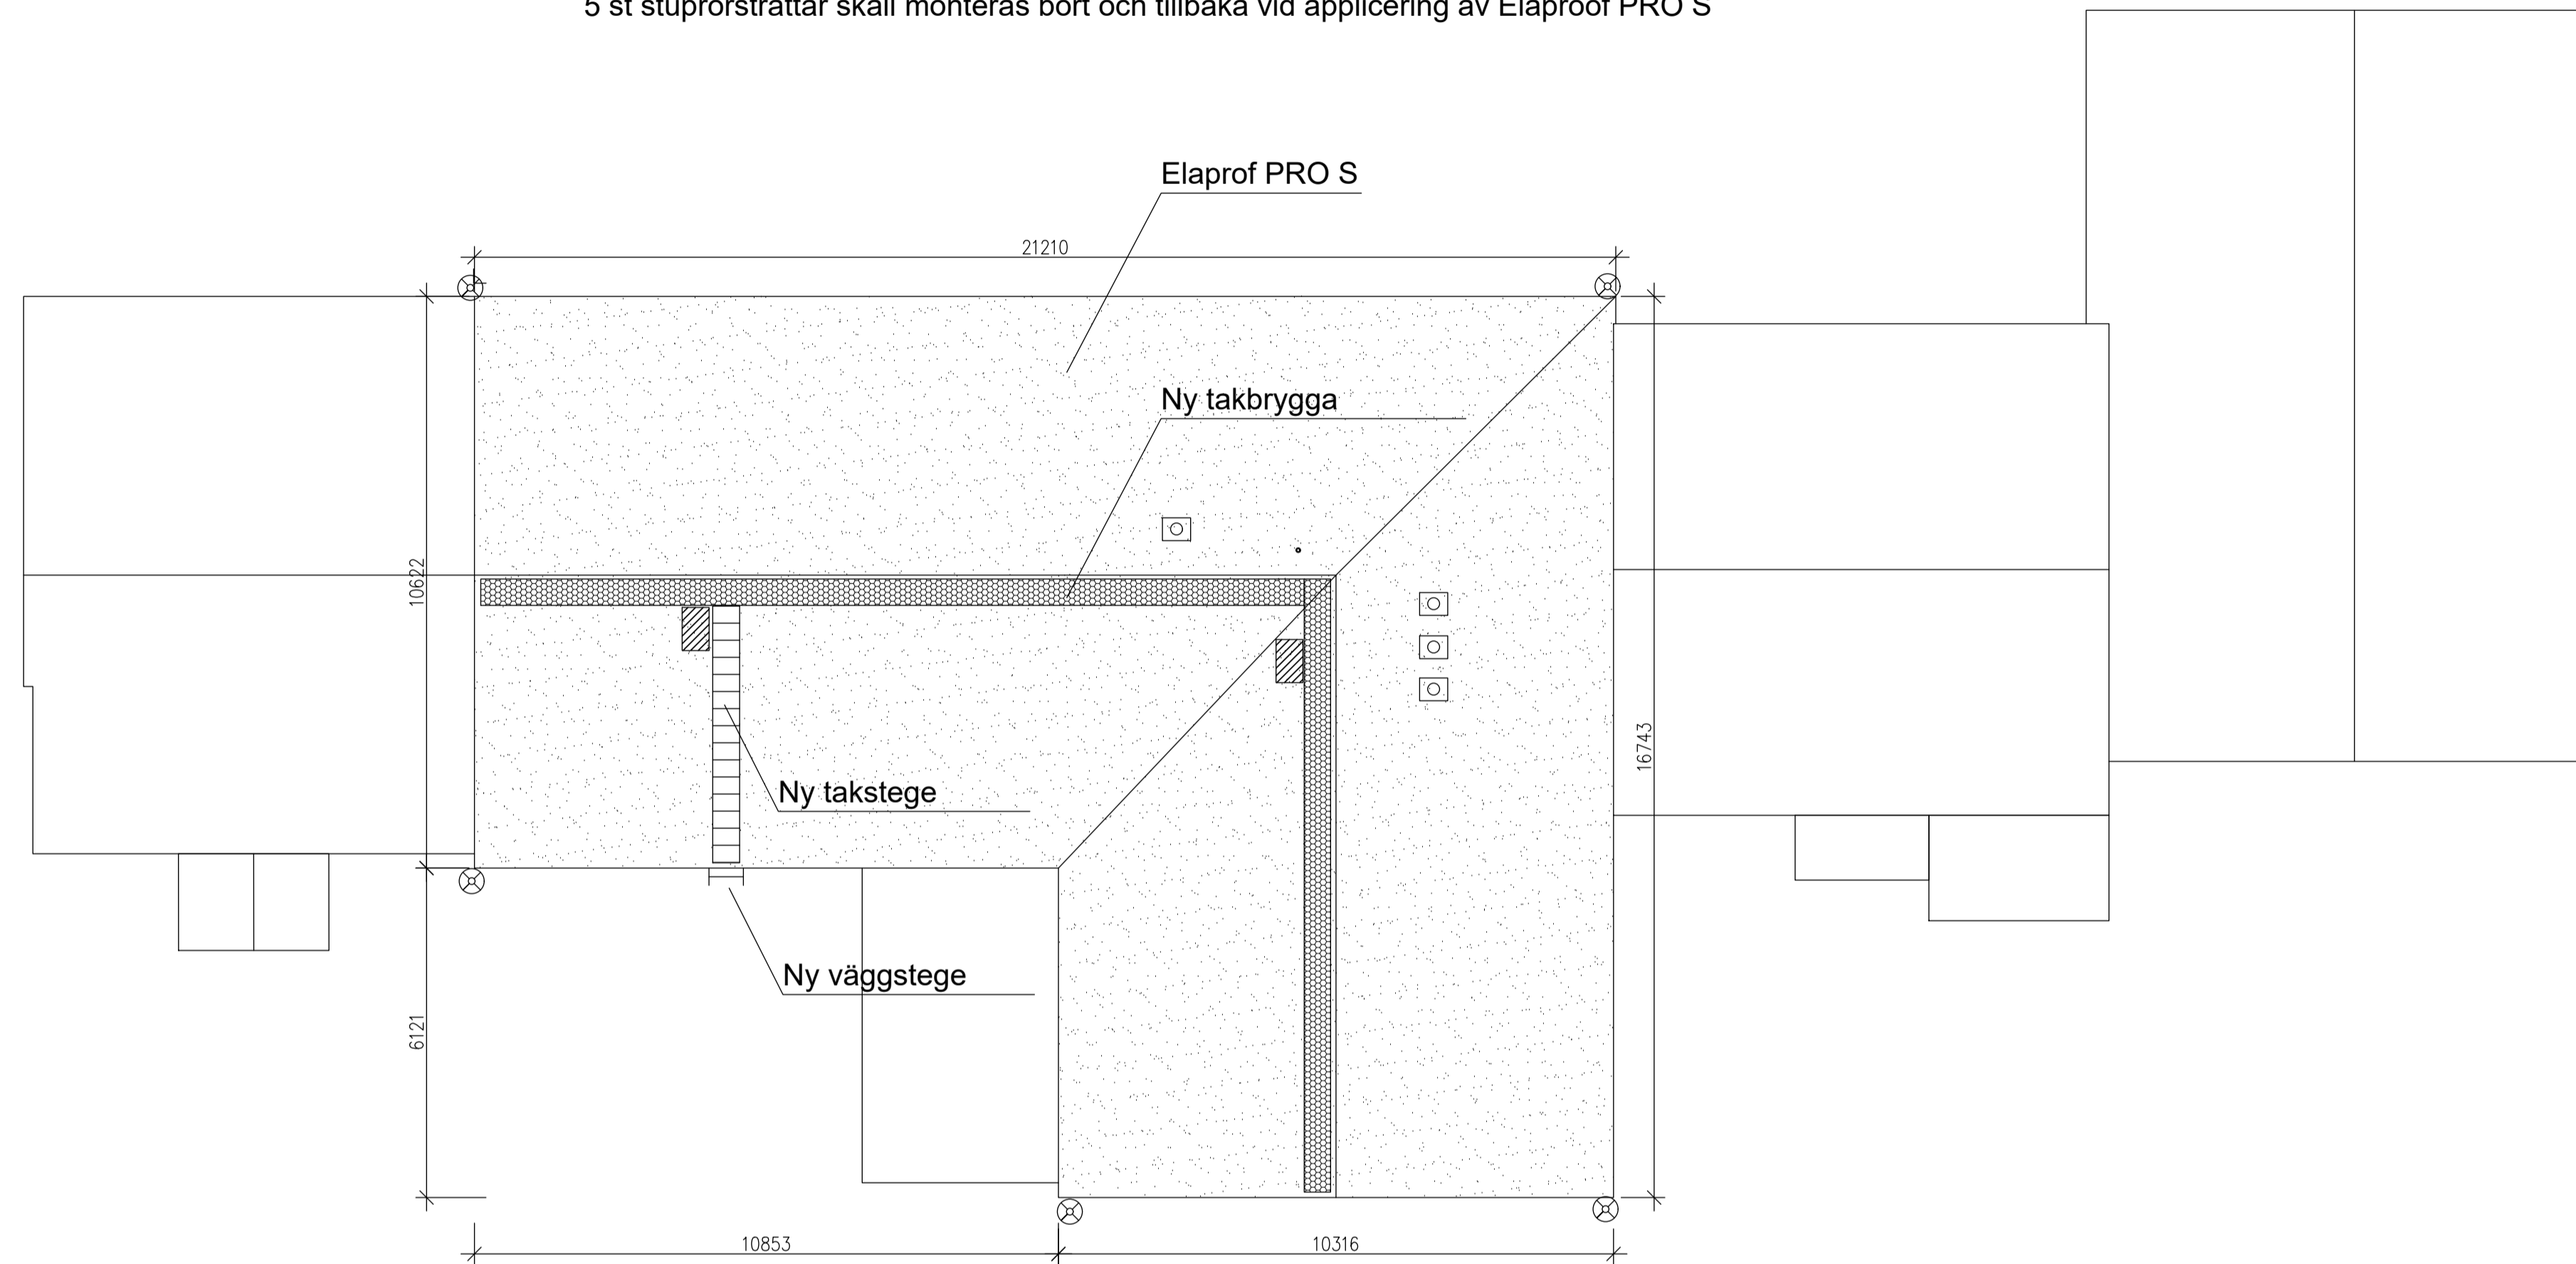 5 st stuprörstrattar skall monteras bort och tillbaka vid applicering av Elaproof PRO S
Elaprof PRO S
21210
Ny takbrygga
10622
16743
Ny takstege
Ny väggstege
6121
10853
10316